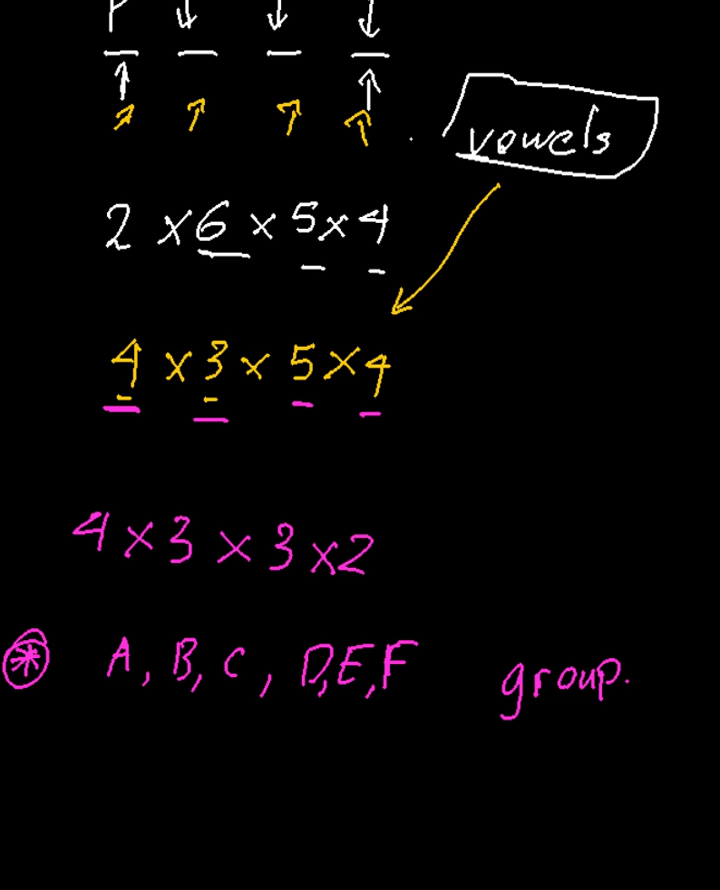 vowels
2 x 6 x 5 x 4
4 x 3 x 5 x 4
4 x 3 x 3 x 2
* A, B, C, D, E, F group.